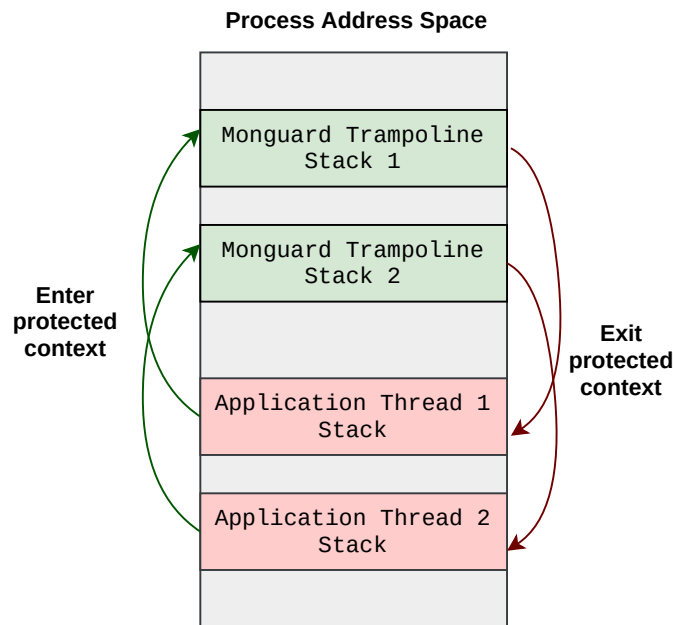 Process Address Space
Monguard Trampoline
Stack 1
Monguard Trampoline
Stack 2
Enter
protected
context
Exit
protected
context
Application Thread 1
Stack
Application Thread 2
Stack